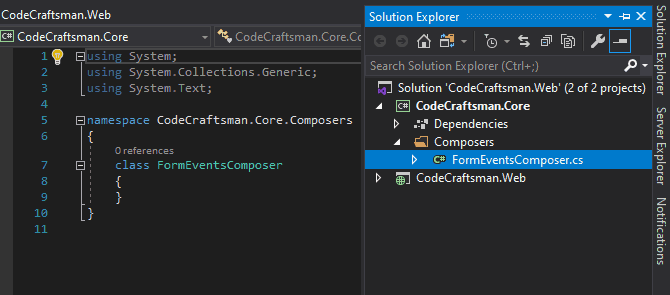 CodeCraftsman.Web
CodeCraftsman.Core
CodeCraftsman.Core.Co
1 using System;
2 using System.Collections.Generic;
3 using System.Text;
4
5 namespace CodeCraftsman.Core.Composers
6 {
0 references
7 class FormEventsComposer
8 {
9 }
10 }
11
Solution Explorer
Search Solution Explorer (Ctrl+;)
Solution 'CodeCraftsman.Web' (2 of 2 projects)
C# CodeCraftsman.Core
Dependencies
Composers
C# FormEventsComposer.cs
CodeCraftsman.Web
Solution Explorer
Server Explorer
Notifications